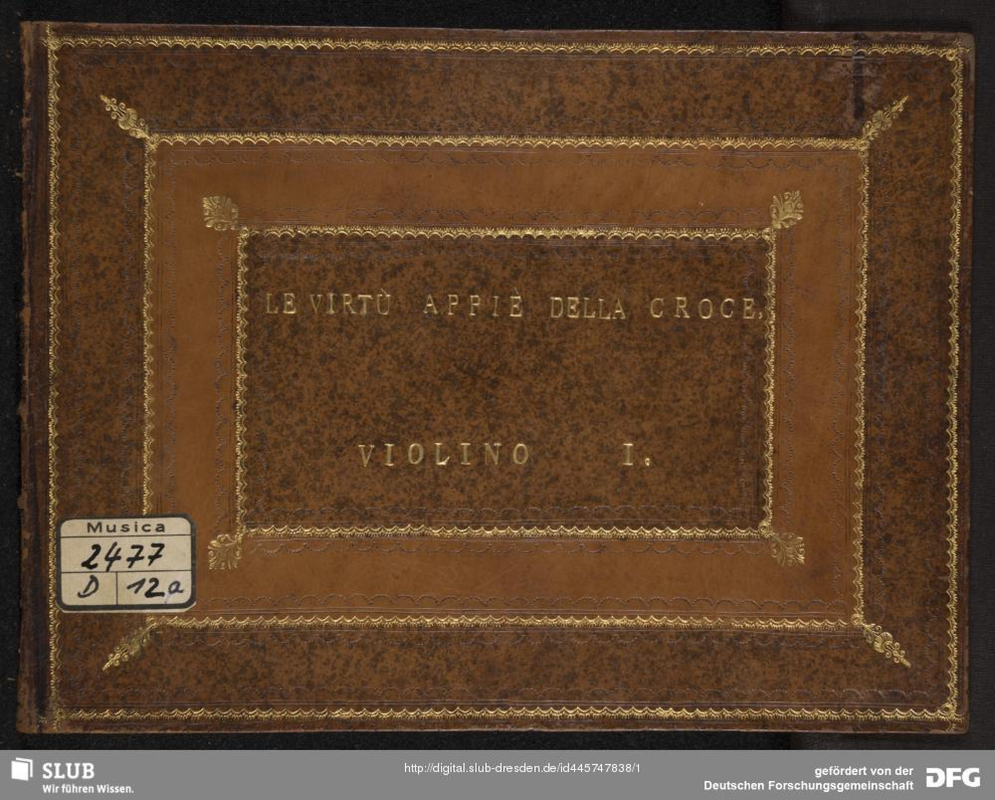 LE VIRTÙ APPIÈ DELLA CROCE.
VIOLINO I.
Musica
2477
D 12a
SLUB
Wir führen Wissen.
http://digital.slub-dresden.de/id445747838/1
gefördert von der
Deutschen Forschungsgemeinschaft
DFG